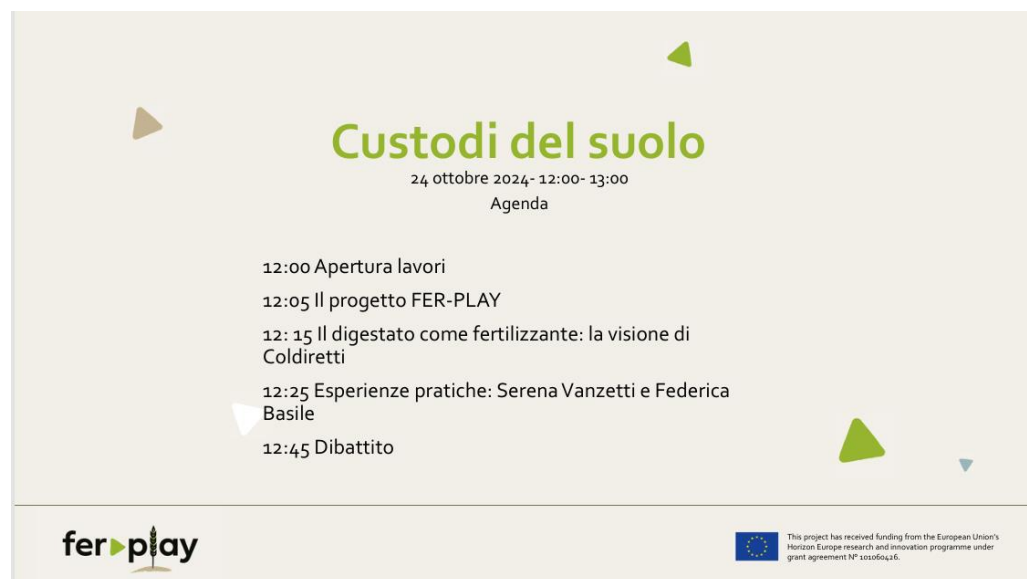 Custodi del suolo
24 ottobre 2024- 12:00- 13:00
Agenda
12:00 Apertura lavori
12:05 Il progetto FER-PLAY
12: 15 Il digestato come fertilizzante: la visione di
Coldiretti
12:25 Esperienze pratiche: Serena Vanzetti e Federica
Basile
12:45 Dibattito
fer play
This project has received funding from the European Union's
Horizon Europe research and innovation programme under
grant agreement Nº 101060426.